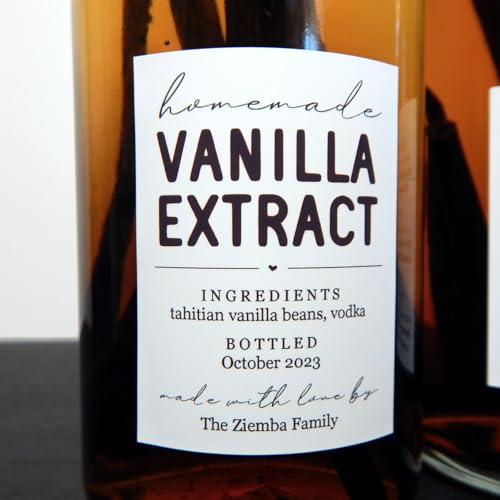 homemade
VANILLA
EXTRACT
INGREDIENTS
tahitian vanilla beans, vodka
BOTTLED
October 2023
made with love by
The Ziemba Family